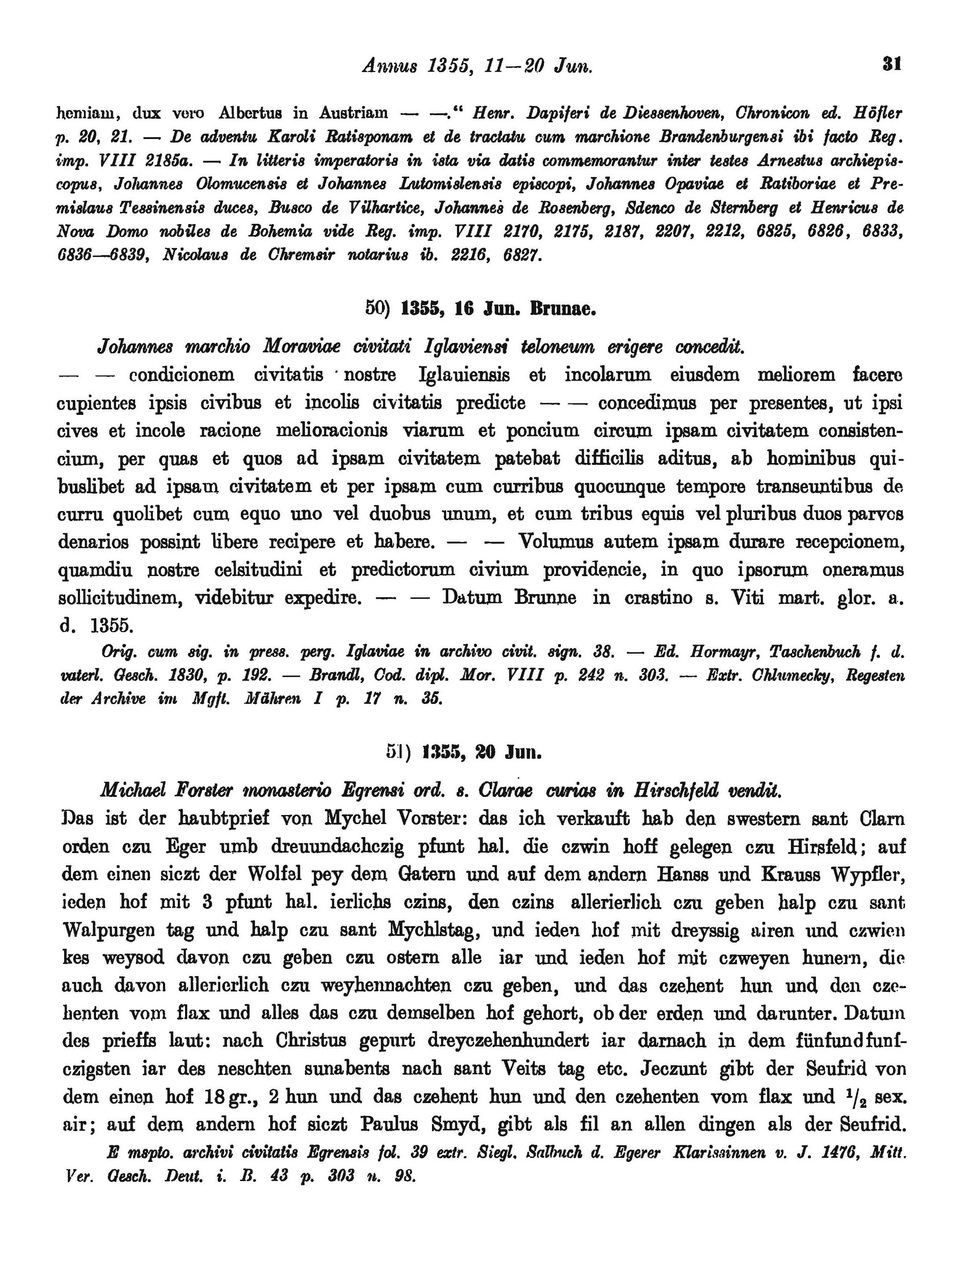 Annus 1355, 11—20 Jun. 31
hemiam, dux vero Albertus in Austriam — —.“ Henr. Dapiferi de Diessenhoven, Chronicon ed. Höfler
p. 20, 21. — De adventu Karoli Ratisponam et de tractatu cum marchione Brandenburgensi ibi facto Reg.
imp. VIII 2185a. — In litteris imperatoris in ista via datis commemorantur inter testes Arnestus archiepis-
copus, Johannes Olomucensis et Johannes Lutomislensis episcopi, Johannes Opaviae et Ratiboriae et Pre-
mislaus Tessinensis duces, Busco de Vilhartice, Johannes de Rosenberg, Sdenco de Sternberg et Henricus de
Nova Domo nobiles de Bohemia vide Reg. imp. VIII 2170, 2175, 2187, 2207, 2212, 6825, 6826, 6833,
6836—6839, Nicolaus de Chremsir notarius ib. 2216, 6827.
50) 1355, 16 Jun. Brunae.
Johannes marchio Moraviae civitati Iglaviensi teloneum erigere concedit.
— — condicionem civitatis nostre Iglauiensis et incolarum eiusdem meliorem facere
cupientes ipsis civibus et incolis civitatis predicte — — concedimus per presentes, ut ipsi
cives et incole racione melioracionis viarum et poncium circum ipsam civitatem consisten-
cium, per quas et quos ad ipsam civitatem patebat difficilis aditus, ab hominibus qui-
buslibet ad ipsam civitatem et per ipsam cum curribus quocunque tempore transeuntibus de
curru quolibet cum equo uno vel duobus unum, et cum tribus equis vel pluribus duos parvos
denarios possint libere recipere et habere. — — Volumus autem ipsam durare recepcionem,
quamdiu nostre celsitudini et predictorum civium providencie, in quo ipsorum oneramus
sollicitudinem, videbitur expedire. — — Datum Brunne in crastino s. Viti mart. glor. a.
d. 1355.
Orig. cum sig. in press. perg. Iglaviae in archivo civit. sign. 38. — Ed. Hormayr, Taschenbuch f. d.
vaterl. Gesch. 1830, p. 192. — Brandl, Cod. dipl. Mor. VIII p. 242 n. 303. — Extr. Chlumecky, Regesten
der Archive im Mgft. Mähren I p. 17 n. 35.
51) 1355, 20 Jun.
Michael Forster monasterio Egrensi ord. s. Clarae curias in Hirschfeld vendit.
Das ist der haubtprief von Mychel Vorster: das ich verkauft hab den swestern sant Clarn
orden czu Eger umb dreuundachczig pfunt hal. die czwin hoff gelegen czu Hirsfeld; auf
dem einen siczt der Wolfel pey dem Gatern und auf dem andern Hanss und Krauss Wypfler,
ieden hof mit 3 pfunt hal. ierlichs czins, den czins allerierlich czu geben halp czu sant
Walpurgen tag und halp czu sant Mychlstag, und ieden hof mit dreyssig airen und czwien
kes weysod davon czu geben czu ostern alle iar und ieden hof mit czweyen hunern, die
auch davon allerierlich czu weyhennachten czu geben, und das czehent hun und den cze-
henten vom flax und alles das czu demselben hof gehort, ob der erden und darunter. Datum
des prieffs laut: nach Christus gepurt dreyczehenhundert iar darnach in dem fünfundfunf-
czigsten iar des neschten sunabents nach sant Veits tag etc. Jeczunt gibt der Seufrid von
dem einen hof 18 gr., 2 hun und das czehent hun und den czehenten vom flax und 1/2 sex.
air; auf dem andern hof siczt Paulus Smyd, gibt als fil an allen dingen als der Seufrid.
E mspto. archivi civitatis Egrensis fol. 39 extr. Siegl. Salbuch d. Egerer Klarissinnen v. J. 1476, Mitt.
Ver. Gesch. Deut. i. B. 43 p. 303 n. 98.